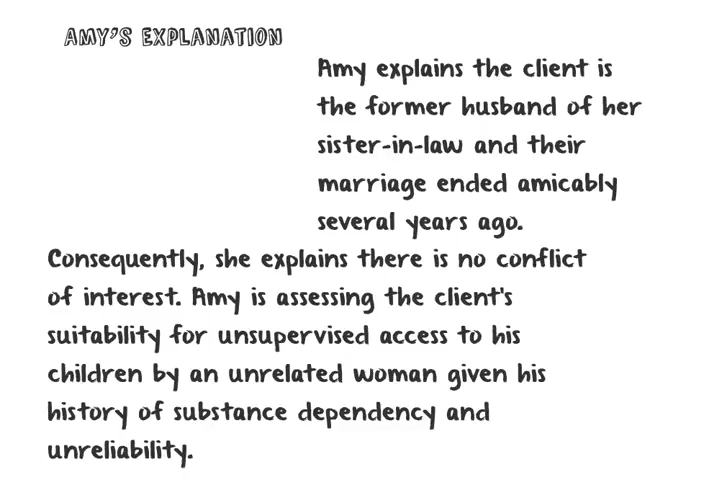 AMY'S EXPLANATION
Amy explains the client is
the former husband of her
sister-in-law and their
marriage ended amicably
several years ago.
Consequently, she explains there is no conflict
of interest. Amy is assessing the client's
suitability for unsupervised access to his
children by an unrelated woman given his
history of substance dependency and
unreliability.